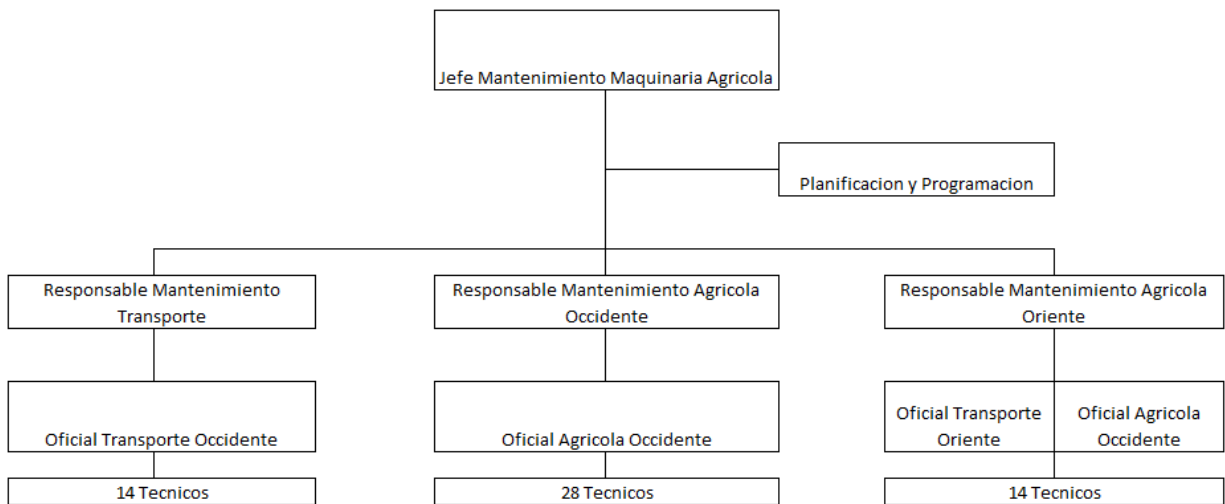 Jefe Mantenimiento Maquinaria Agricola
Planificacion y Programacion
Responsable Mantenimiento
Transporte
Responsable Mantenimiento Agricola
Occidente
Responsable Mantenimiento Agricola
Oriente
Oficial Transporte Occidente
Oficial Agricola Occidente
Oficial Transporte
Oriente
Oficial Agricola
Occidente
14 Tecnicos
28 Tecnicos
14 Tecnicos